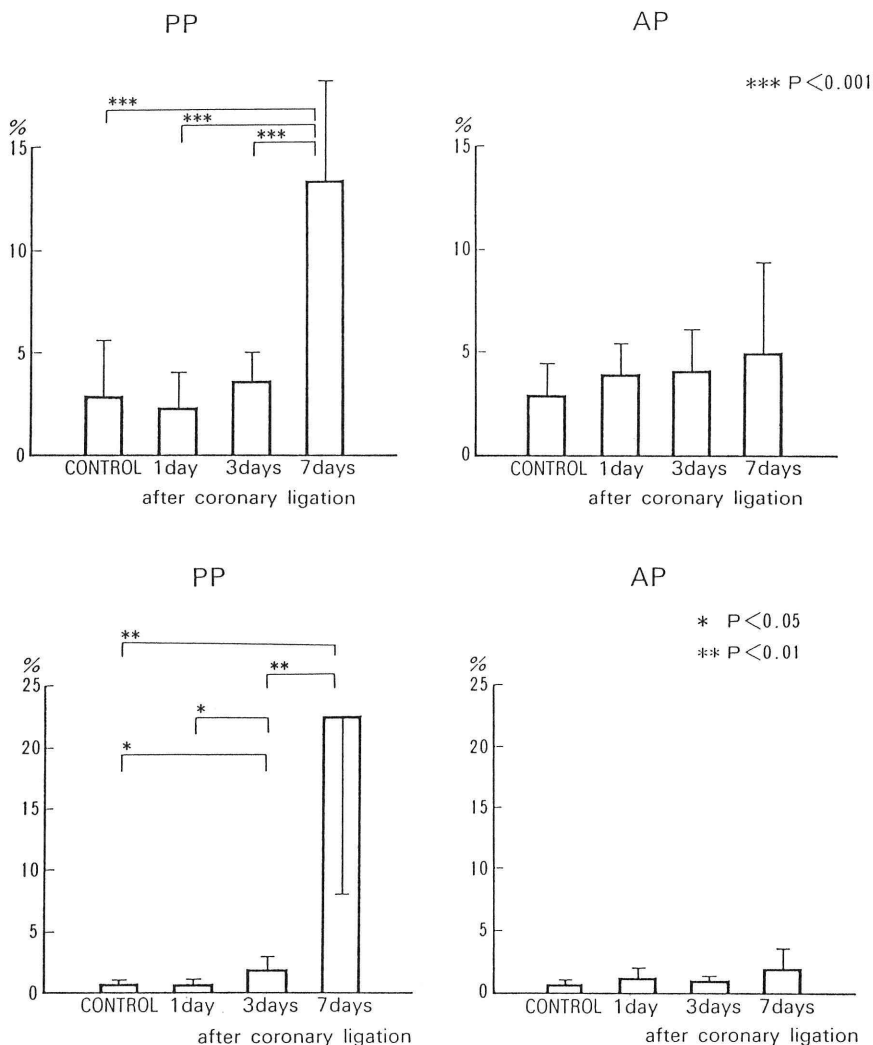 PP
AP
*** P<0.001
***
***
***
%
15
10
5
0
CONTROL 1day 3days 7days
after coronary ligation
%
15
10
5
0
CONTROL 1day 3days 7days
after coronary ligation
PP
AP
* P<0.05
** P<0.01
**
**
*
*
%
25
20
15
10
5
0
CONTROL 1day 3days 7days
after coronary ligation
%
25
20
15
10
5
0
CONTROL 1day 3days 7days
after coronary ligation